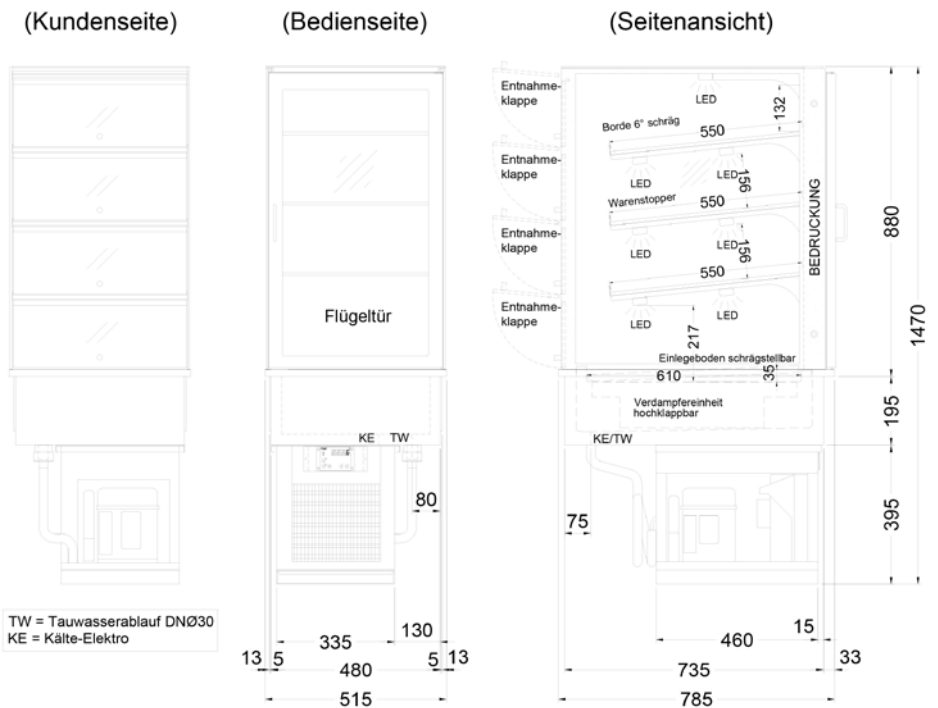 (Kundenseite)
(Bedienseite)
(Seitenansicht)
Entnahme-
klappe
LED
132
Borde 6° schräg
550
Entnahme-
klappe
LED
LED
156
Warenstopper
550
Entnahme-
klappe
LED
LED
156
550
Entnahme-
klappe
LED
LED
217
BEDRUCKUNG
880
1470
Flügeltür
Einlegeboden schrägstellbar
610
35
Verdampfereinheit
hochklappbar
195
KE TW
KE/TW
80
75
395
TW = Tauwasserablauf DNØ30
KE = Kälte-Elektro
335
130
13 5 480 5 13
515
460
15
735
33
785